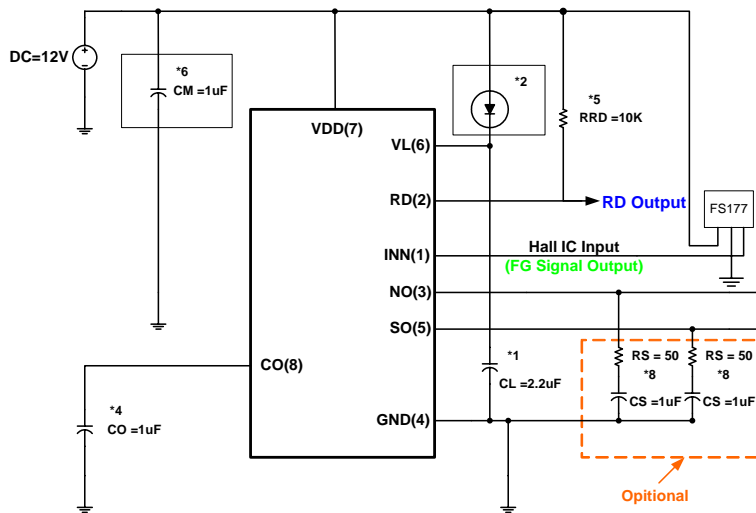 DC=12V
*6
CM =1uF
VDD(7)
*2
*5
RRD =10K
VL(6)
RD(2)
RD Output
FS177
INN(1)
Hall IC Input
(FG Signal Output)
NO(3)
SO(5)
CO(8)
*1
CL =2.2uF
RS = 50
*8
CS =1uF
RS = 50
*8
CS =1uF
*4
CO =1uF
GND(4)
Opitional